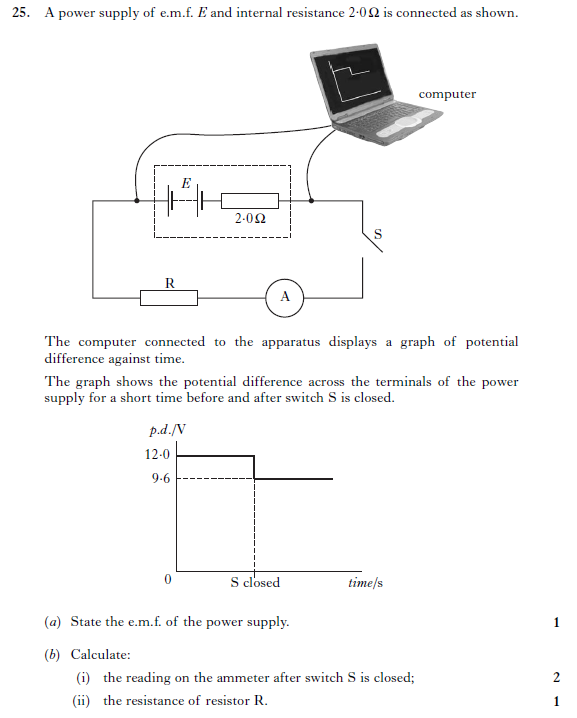 25. A power supply of e.m.f. E and internal resistance 2·0 Ω is connected as shown.
computer
E
2·0 Ω
S
R
A
The computer connected to the apparatus displays a graph of potential
difference against time.
The graph shows the potential difference across the terminals of the power
supply for a short time before and after switch S is closed.
p.d./V
12·0
9·6
0
S closed
time/s
(a) State the e.m.f. of the power supply. 1
(b) Calculate:
(i) the reading on the ammeter after switch S is closed; 2
(ii) the resistance of resistor R. 1